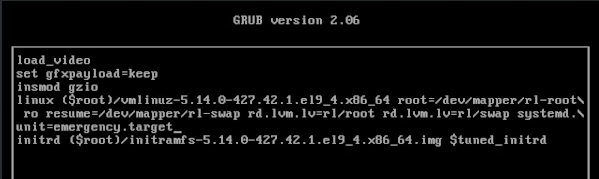 GRUB version 2.06
load_video
set gfxpayload=keep
insmod gzio
linux ($root)/vmlinuz-5.14.0-427.42.1.el9_4.x86_64 root=/dev/mapper/rl-root\
 ro resume=/dev/mapper/rl-swap rd.lvm.lv=rl/root rd.lvm.lv=rl/swap systemd.\
unit=emergency.target_
initrd ($root)/initramfs-5.14.0-427.42.1.el9_4.x86_64.img $tuned_initrd